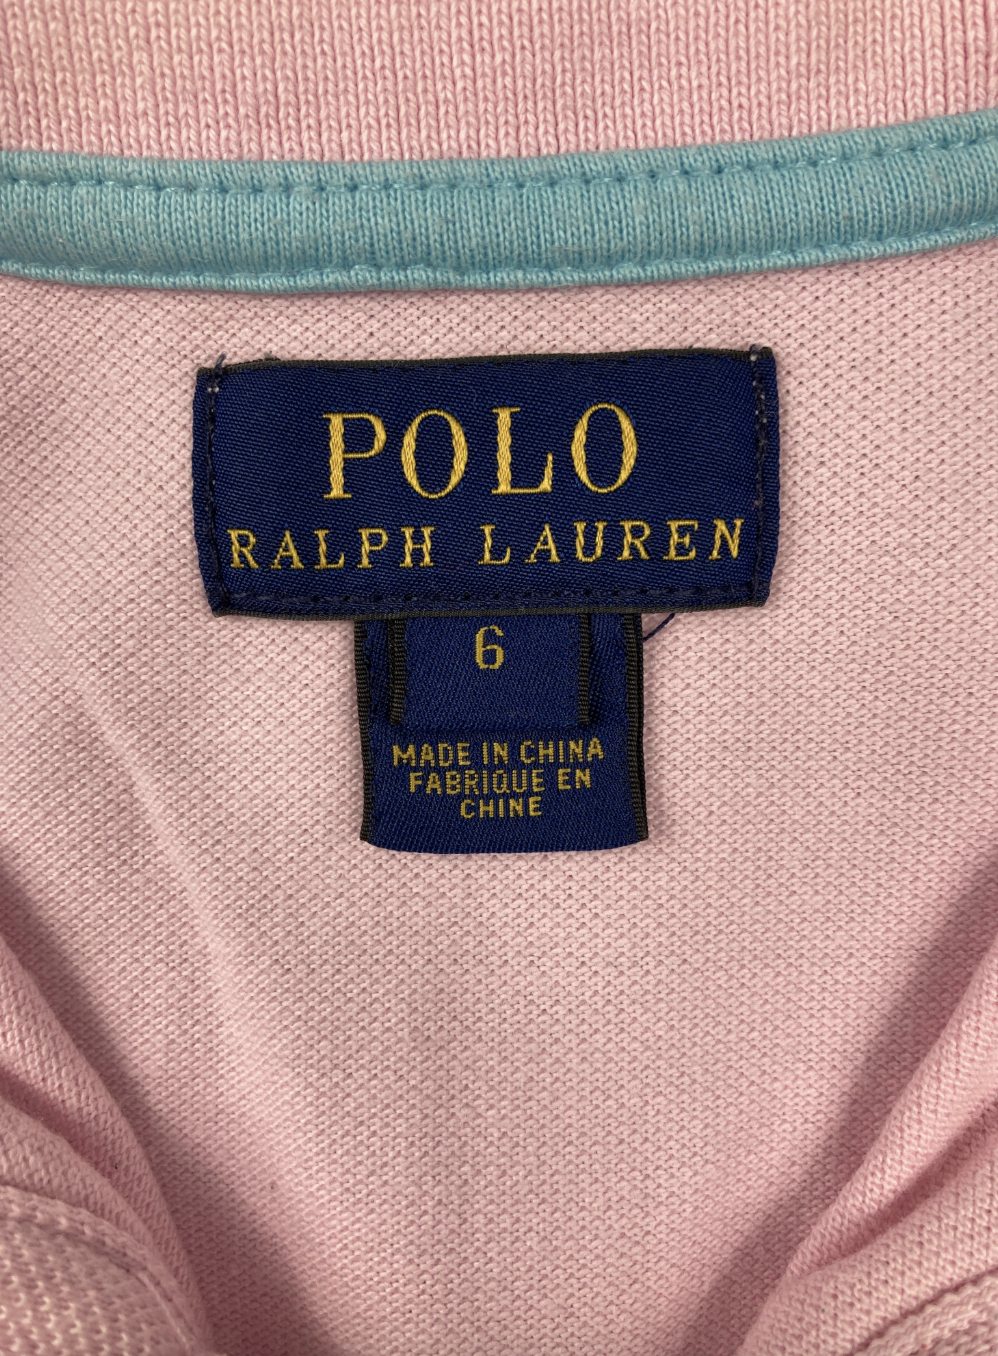 POLO
RALPH LAUREN
6
MADE IN CHINA
FABRIQUE EN
CHINE